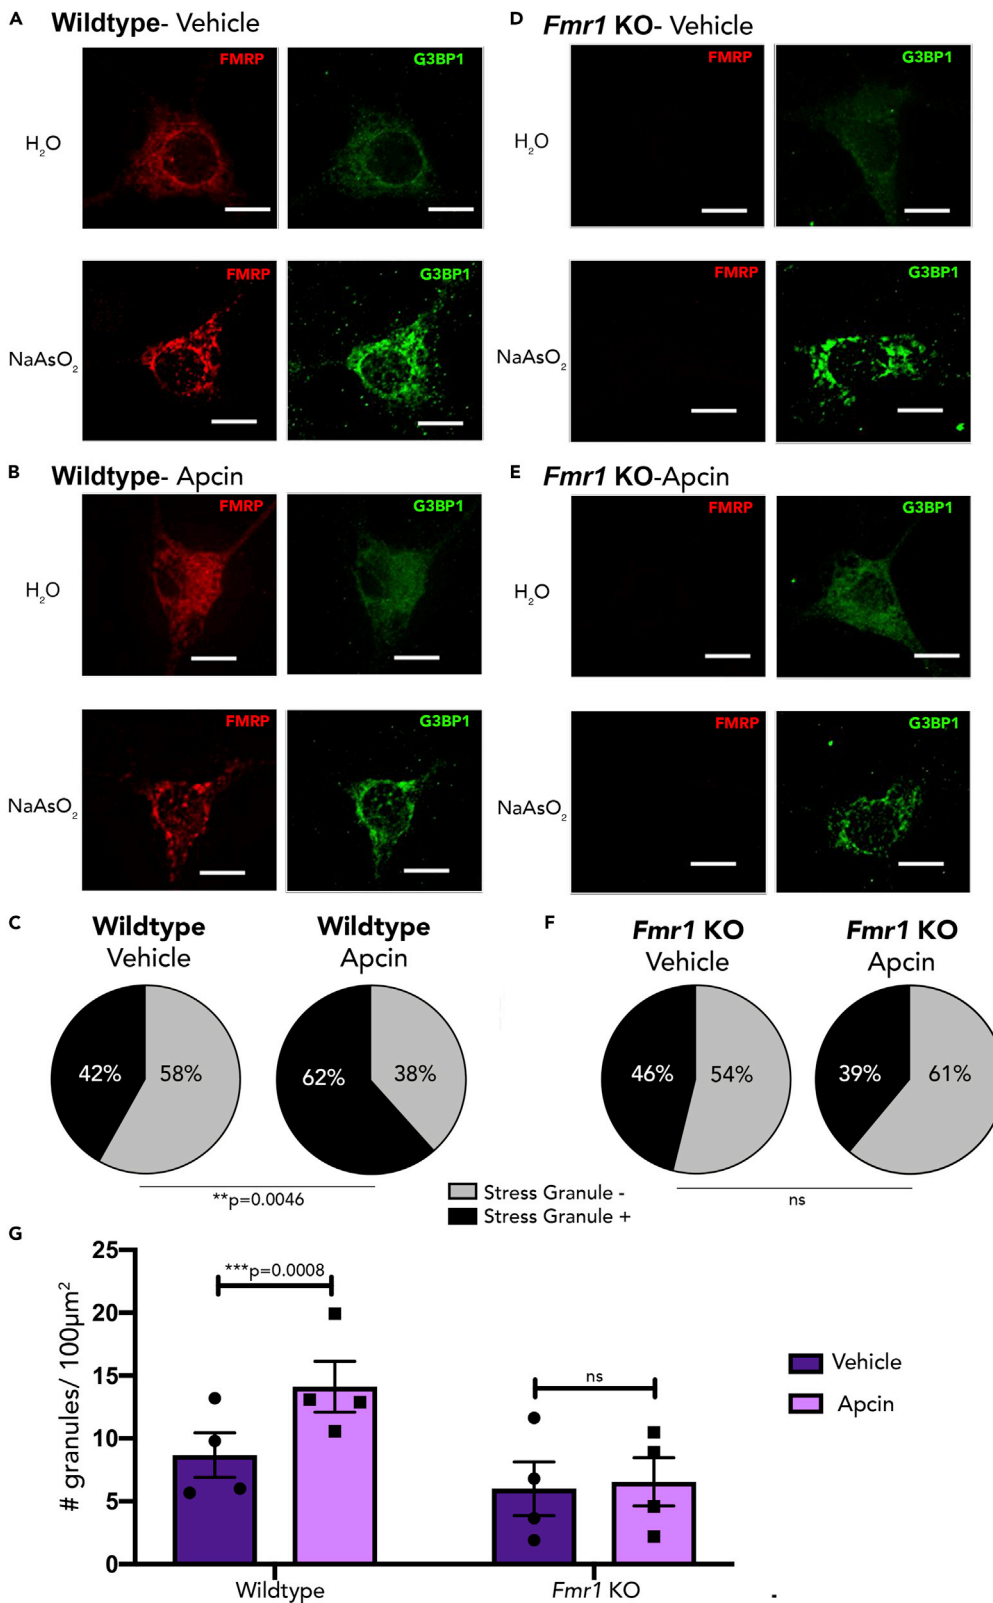 A Wildtype- Vehicle
FMRP G3BP1
H₂O
FMRP G3BP1
NaAsO₂
B Wildtype- Apcin
FMRP G3BP1
H₂O
FMRP G3BP1
NaAsO₂
D Fmr1 KO- Vehicle
FMRP G3BP1
H₂O
FMRP G3BP1
NaAsO₂
E Fmr1 KO-Apcin
FMRP G3BP1
H₂O
FMRP G3BP1
NaAsO₂
C
Wildtype
Vehicle
42% 58%
Wildtype
Apcin
62% 38%
**p=0.0046
F
Fmr1 KO
Vehicle
46% 54%
Fmr1 KO
Apcin
39% 61%
ns
Stress Granule -
Stress Granule +
G
# granules/ 100µm²
25
20
15
10
5
0
***p=0.0008
ns
Wildtype
Fmr1 KO
Vehicle
Apcin